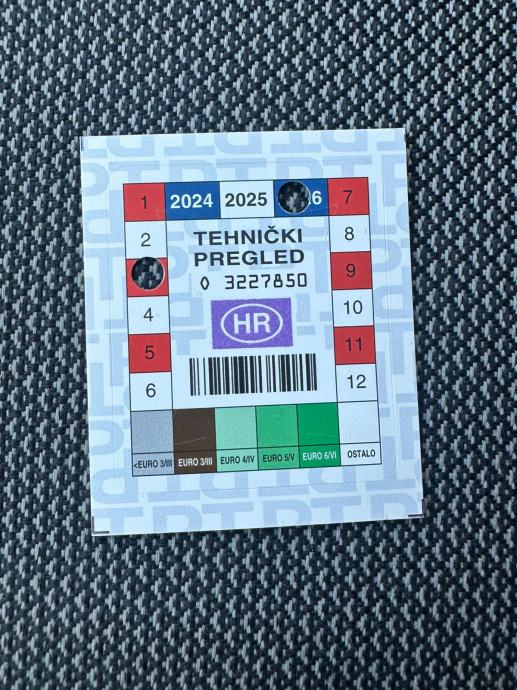 1 2024 2025 6 7
2 TEHNIČKI 8
PREGLED
9
0 3227850
4 HR 10
5 11
6 12
<EURO 3/III EURO 3/III EURO 4/IV EURO 5/V EURO 6/VI OSTALO